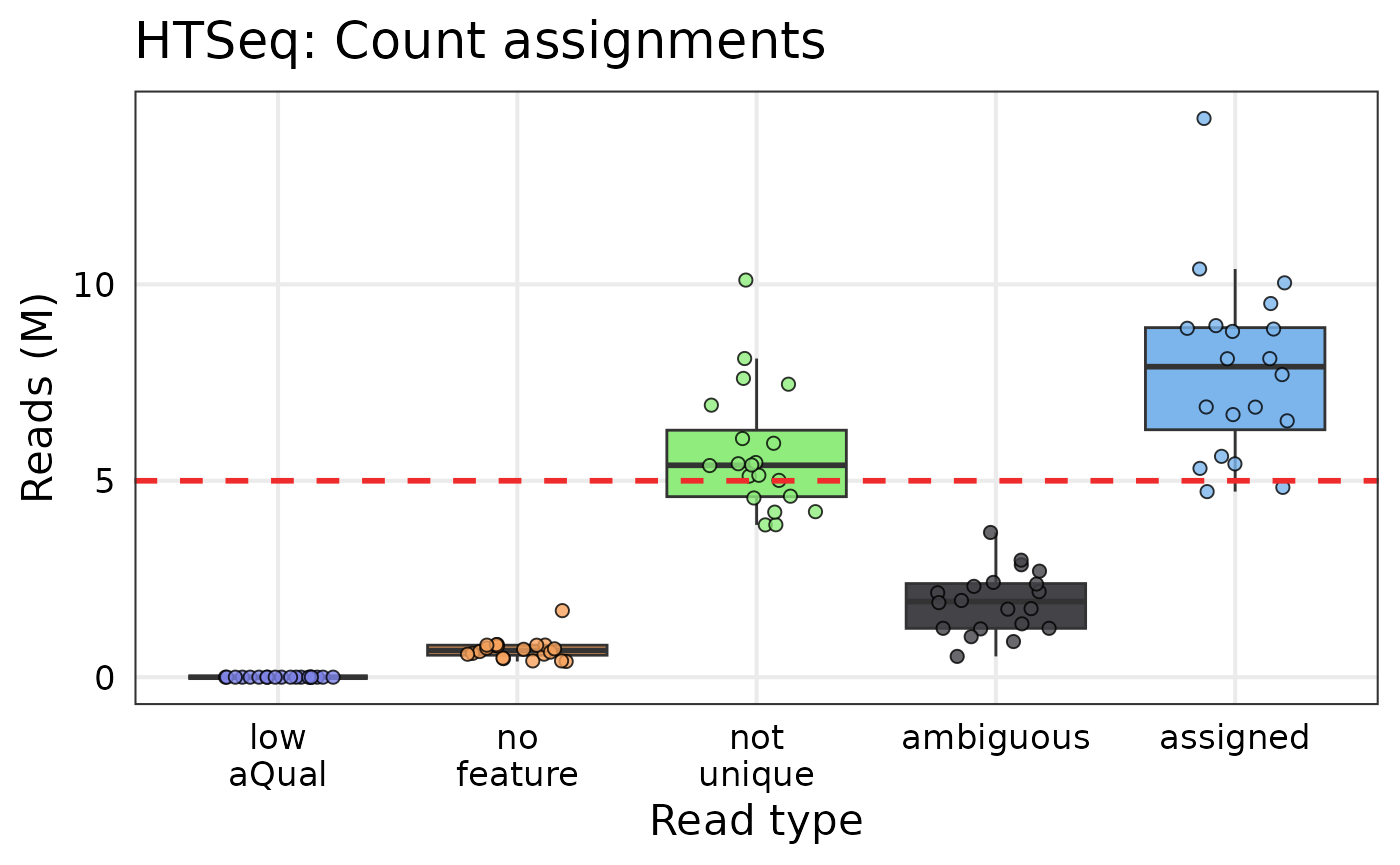 HTSeq: Count assignments
Reads (M)
10
5
0
low
aQual
no
feature
not
unique
ambiguous
assigned
Read type